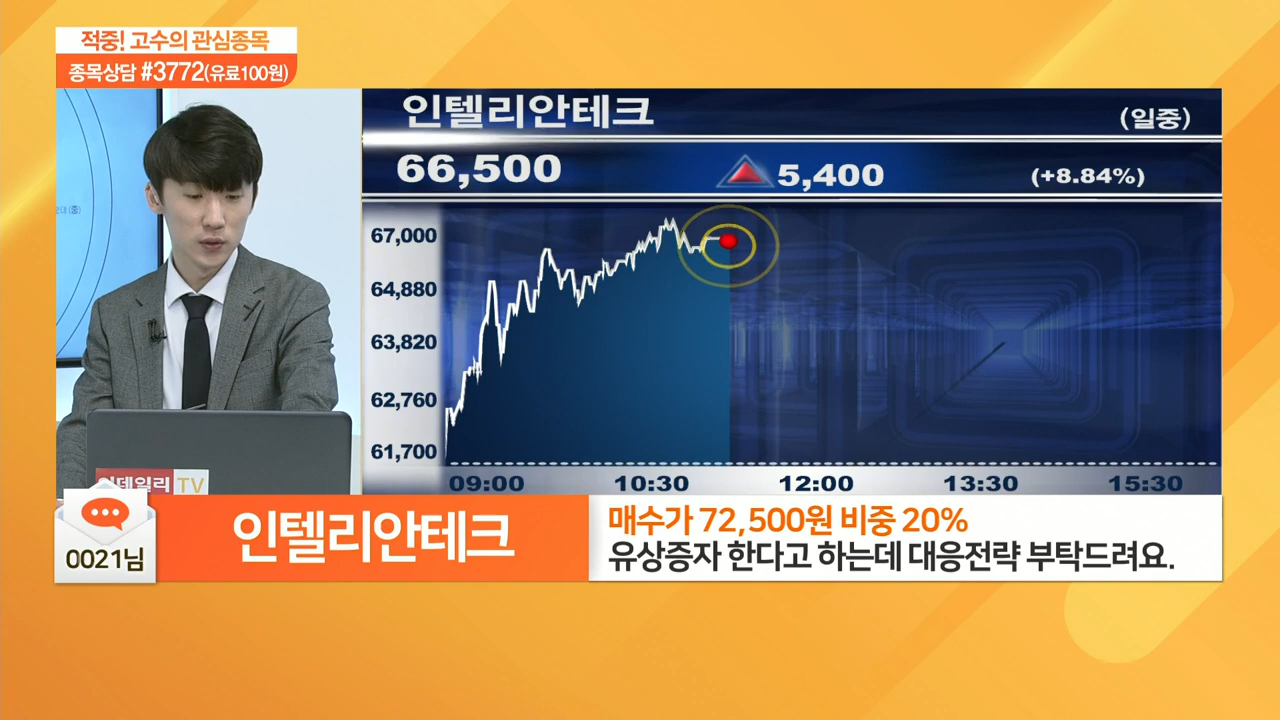 적중! 고수의 관심종목
종목상담 #3772(유료100원)
인텔리안테크
(일중)
66,500 5,400 (+8.84%)
67,000
64,880
63,820
62,760
61,700
09:00 10:30 12:00 13:30 15:30
이데일리 TV
0021님
인텔리안테크
매수가 72,500원 비중 20%
유상증자 한다고 하는데 대응전략 부탁드려요.